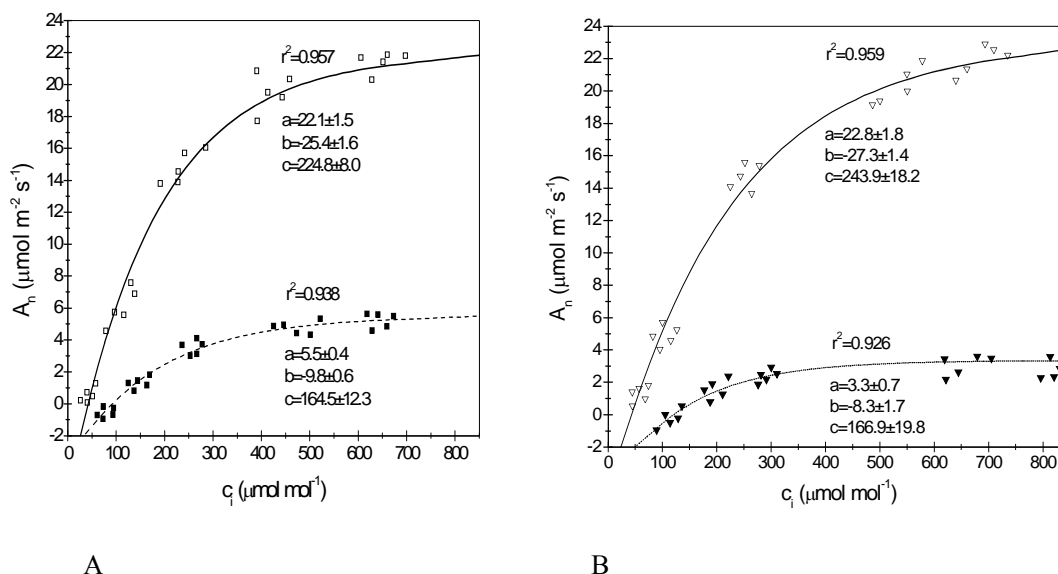 24
22
20
18
16
14
12
10
8
6
4
2
0
-2
Aₙ (μmol m⁻² s⁻¹)
r²=0.957
a=22.1±1.5
b=-25.4±1.6
c=224.8±8.0
r²=0.938
a=5.5±0.4
b=-9.8±0.6
c=164.5±12.3
0 100 200 300 400 500 600 700 800
cᵢ (μmol mol⁻¹)
A
24
22
20
18
16
14
12
10
8
6
4
2
0
-2
Aₙ (μmol m⁻² s⁻¹)
r²=0.959
a=22.8±1.8
b=-27.3±1.4
c=243.9±18.2
r²=0.926
a=3.3±0.7
b=-8.3±1.7
c=166.9±19.8
0 100 200 300 400 500 600 700 800
cᵢ (μmol mol⁻¹)
B